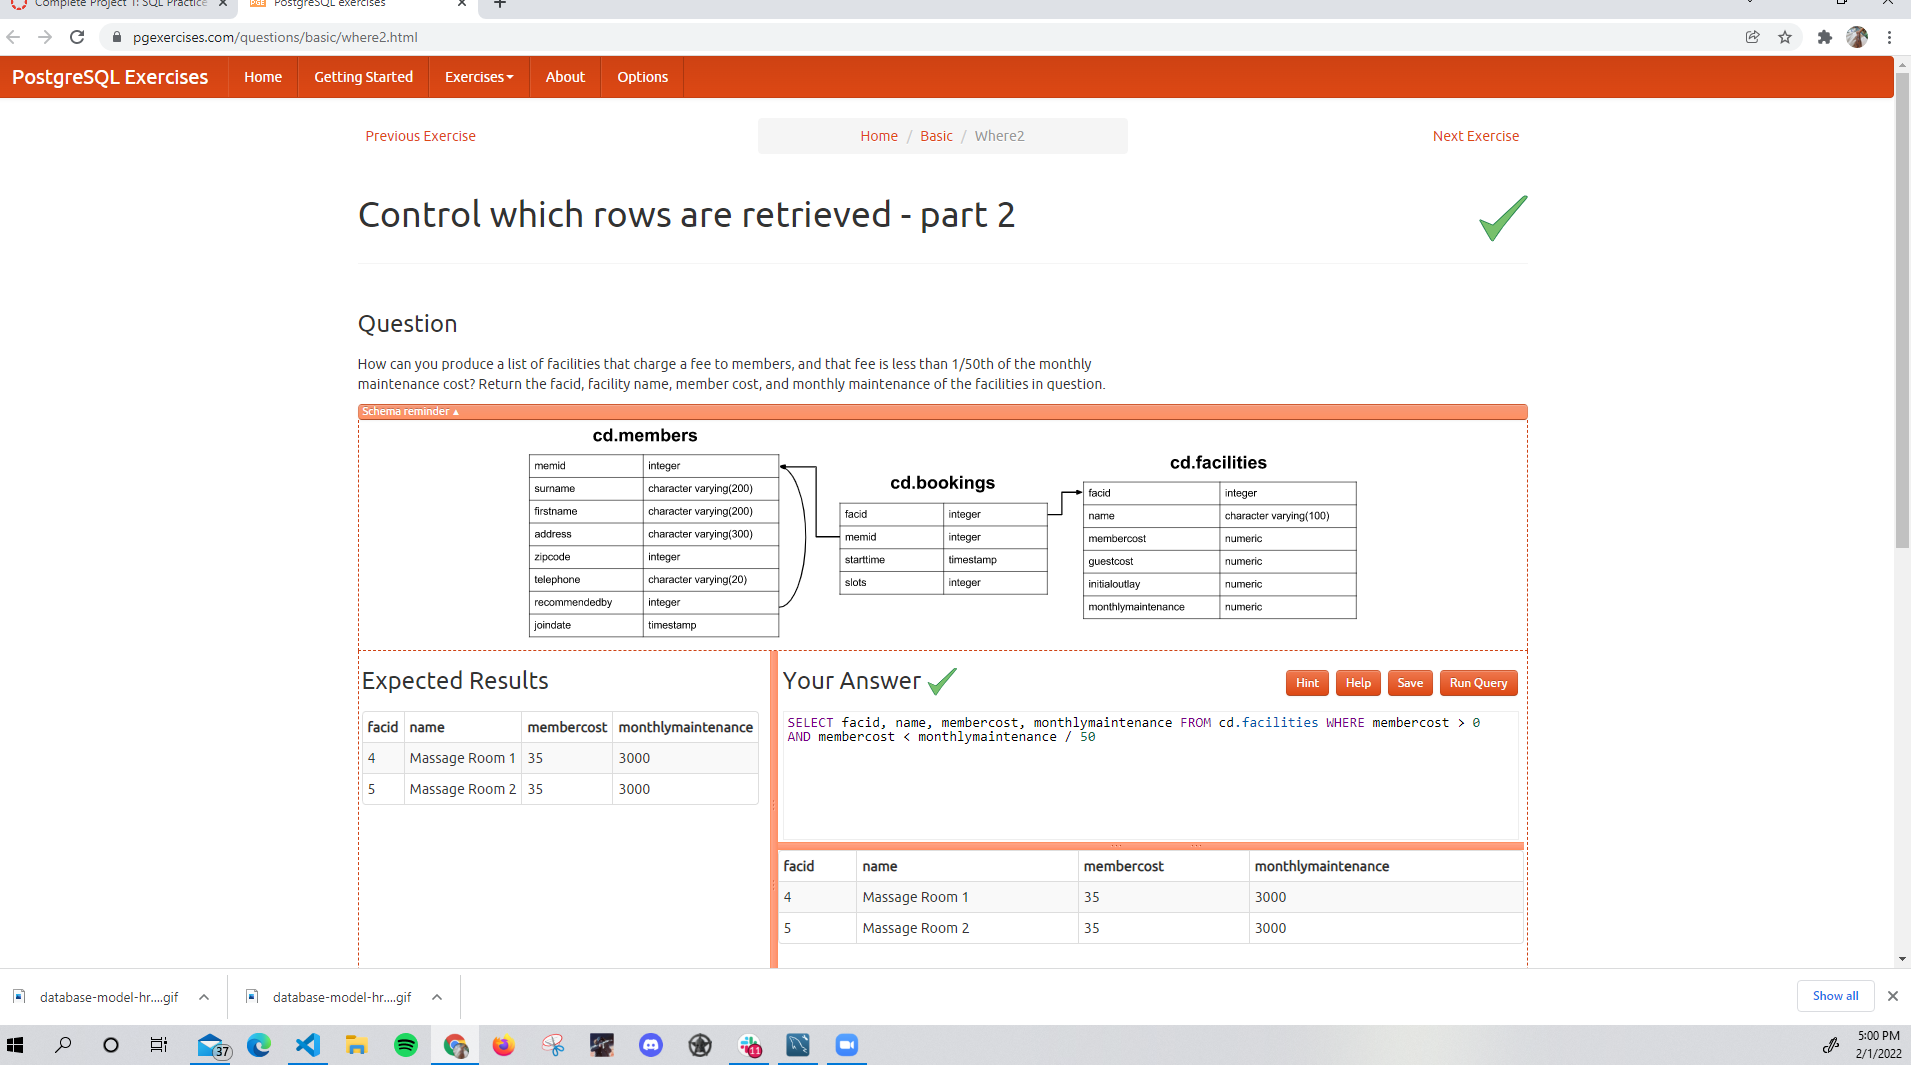 Complete Project 1: SQL Practice
PGE PostgreSQL exercises
pgexercises.com/questions/basic/where2.html
PostgreSQL Exercises Home Getting Started Exercises About Options
Previous Exercise Home / Basic / Where2 Next Exercise
Control which rows are retrieved - part 2
Question
How can you produce a list of facilities that charge a fee to members, and that fee is less than 1/50th of the monthly
maintenance cost? Return the facid, facility name, member cost, and monthly maintenance of the facilities in question.
Schema reminder ▲
cd.members
memid integer
surname character varying(200)
firstname character varying(200)
address character varying(300)
zipcode integer
telephone character varying(20)
recommendedby integer
joindate timestamp
cd.bookings
facid integer
memid integer
starttime timestamp
slots integer
cd.facilities
facid integer
name character varying(100)
membercost numeric
guestcost numeric
initialoutlay numeric
monthlymaintenance numeric
Expected Results
facid name membercost monthlymaintenance
4 Massage Room 1 35 3000
5 Massage Room 2 35 3000
Your Answer
Hint Help Save Run Query
SELECT facid, name, membercost, monthlymaintenance FROM cd.facilities WHERE membercost > 0
AND membercost < monthlymaintenance / 50
facid name membercost monthlymaintenance
4 Massage Room 1 35 3000
5 Massage Room 2 35 3000
database-model-hr....gif database-model-hr....gif Show all
37
11
5:00 PM
2/1/2022